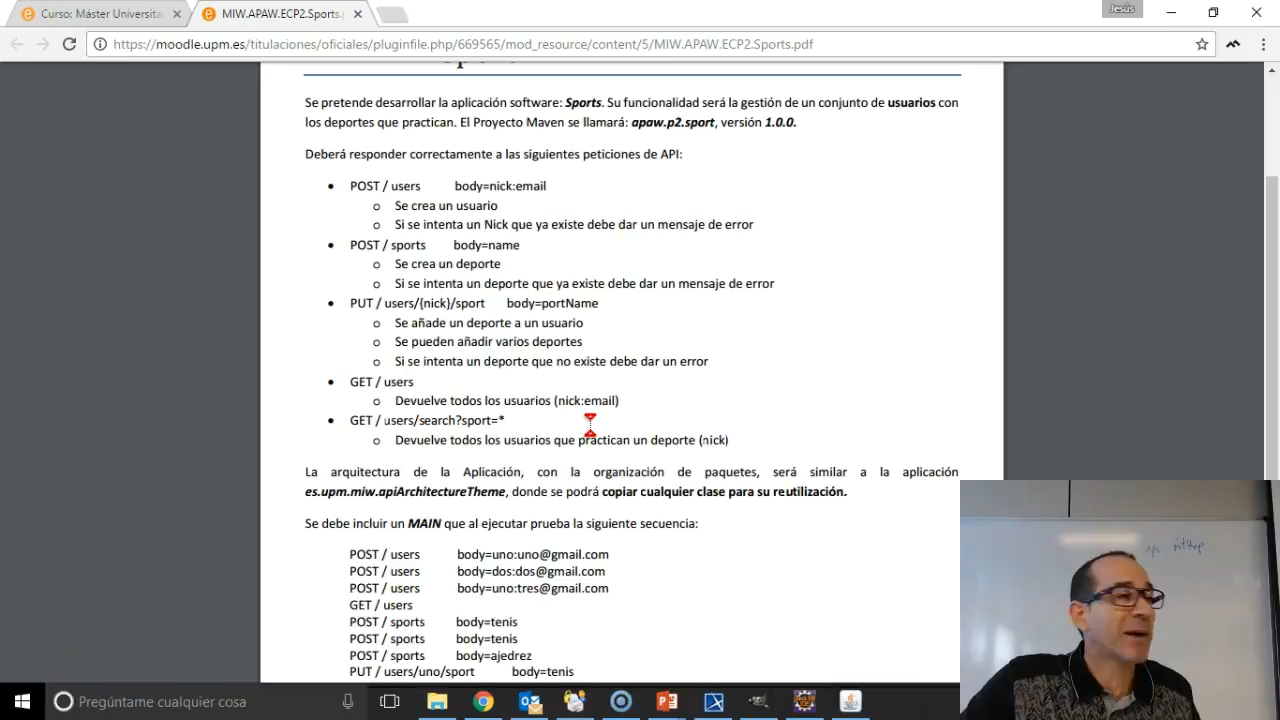 Curso: Máster Universita
MIW.APAW.ECP2.Sports.p
Jesús
https://moodle.upm.es/titulaciones/oficiales/pluginfile.php/669565/mod_resource/content/5/MIW.APAW.ECP2.Sports.pdf
Se pretende desarrollar la aplicación software: Sports. Su funcionalidad será la gestión de un conjunto de usuarios con
los deportes que practican. El Proyecto Maven se llamará: apaw.p2.sport, versión 1.0.0.
Deberá responder correctamente a las siguientes peticiones de API:
• POST / users body=nick:email
o Se crea un usuario
o Si se intenta un Nick que ya existe debe dar un mensaje de error
• POST / sports body=name
o Se crea un deporte
o Si se intenta un deporte que ya existe debe dar un mensaje de error
• PUT / users/{nick}/sport body=portName
o Se añade un deporte a un usuario
o Se pueden añadir varios deportes
o Si se intenta un deporte que no existe debe dar un error
• GET / users
o Devuelve todos los usuarios (nick:email)
• GET / users/search?sport=*
o Devuelve todos los usuarios que practican un deporte (nick)
La arquitectura de la Aplicación, con la organización de paquetes, será similar a la aplicación
es.upm.miw.apiArchitectureTheme, donde se podrá copiar cualquier clase para su reutilización.
Se debe incluir un MAIN que al ejecutar prueba la siguiente secuencia:
POST / users body=uno:uno@gmail.com
POST / users body=dos:dos@gmail.com
POST / users body=uno:tres@gmail.com
GET / users
POST / sports body=tenis
POST / sports body=tenis
POST / sports body=ajedrez
PUT / users/uno/sport body=tenis
Pregúntame cualquier cosa